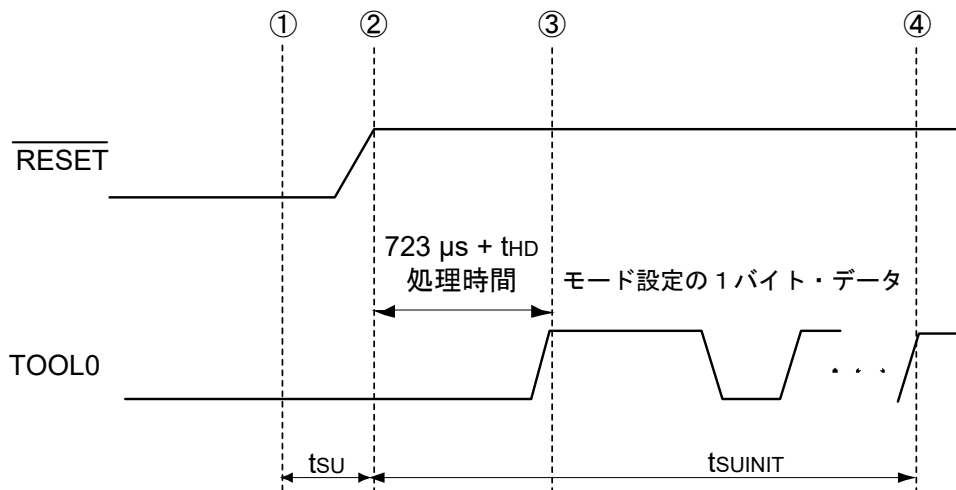 ① ② ③ ④
RESET
723 µs + tHD
処理時間
モード設定の1バイト・データ
TOOL0
. . .
tSU
tSUINIT